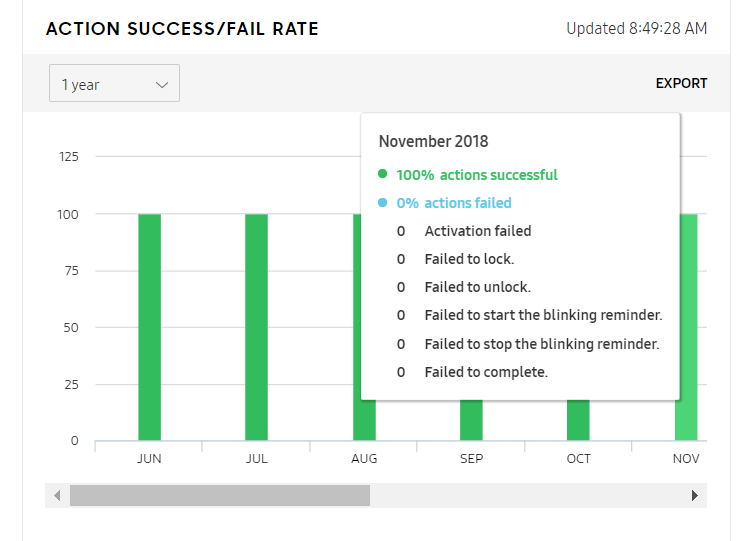 ACTION SUCCESS/FAIL RATE
Updated 8:49:28 AM
1 year
EXPORT
November 2018
100% actions successful
0% actions failed
0 Activation failed
0 Failed to lock.
0 Failed to unlock.
0 Failed to start the blinking reminder.
0 Failed to stop the blinking reminder.
0 Failed to complete.
125
100
75
50
25
0
JUN JUL AUG SEP OCT NOV